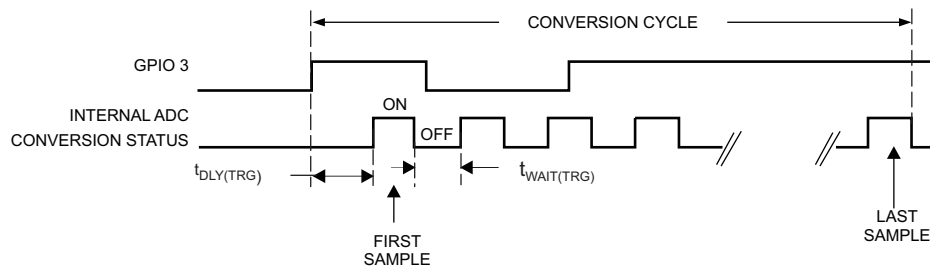 CONVERSION CYCLE
GPIO 3
INTERNAL ADC
CONVERSION STATUS
ON
OFF
tDLY(TRG)
tWAIT(TRG)
FIRST
SAMPLE
LAST
SAMPLE